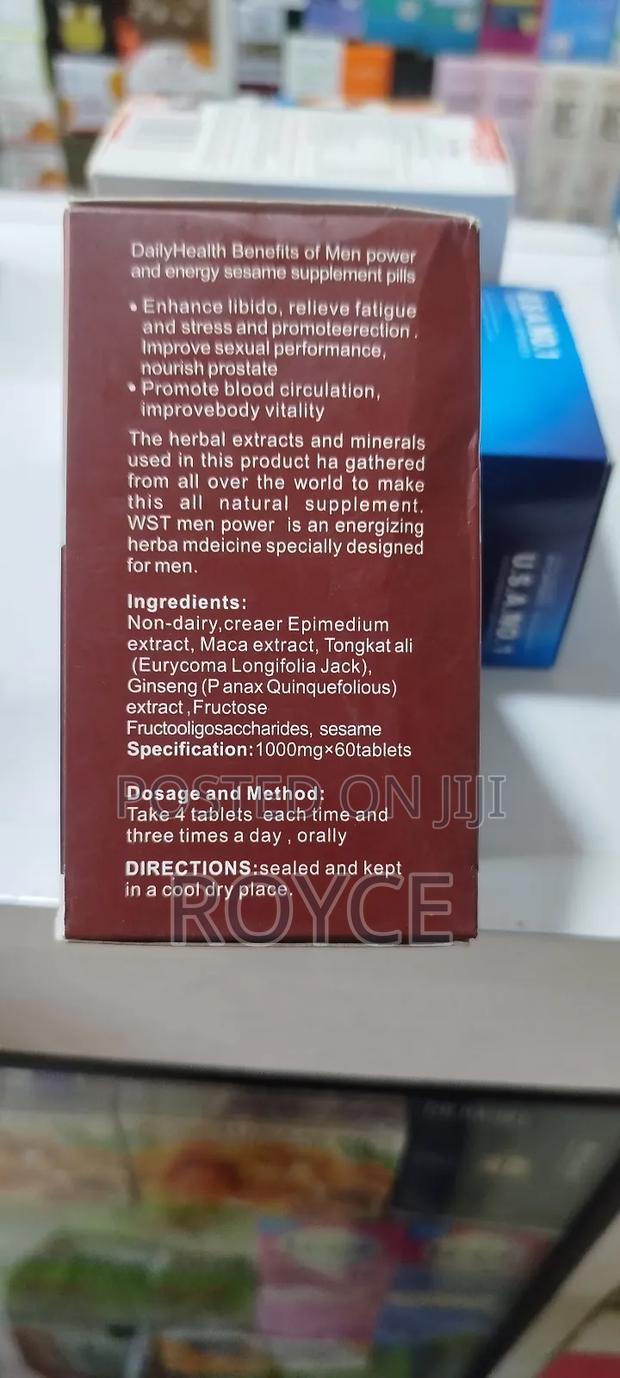 DailyHealth Benefits of Men power
and energy sesame supplement pills
• Enhance libido, relieve fatigue
and stress and promoteerection .
Improve sexual performance,
nourish prostate
• Promote blood circulation,
improvebody vitality
The herbal extracts and minerals
used in this product ha gathered
from all over the world to make
this all natural supplement.
WST men power is an energizing
herba mdeicine specially designed
for men.
Ingredients:
Non-dairy,creaer Epimedium
extract, Maca extract, Tongkat ali
(Eurycoma Longifolia Jack),
Ginseng (P anax Quinquefolious)
extract ,Fructose
Fructooligosaccharides, sesame
Specification:1000mg×60tablets
Dosage and Method:
Take 4 tablets each time and
three times a day , orally
DIRECTIONS:sealed and kept
in a cool dry place.
POSTED ON JIJI
ROYCE
U.S.A NO 1